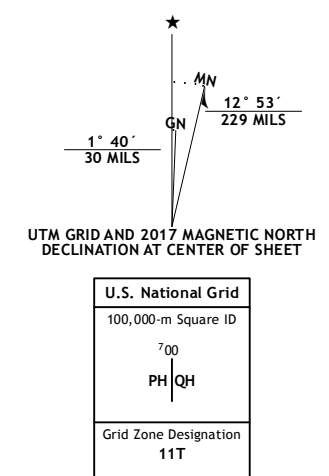 ★
MN
12° 53´
229 MILS
GN
1° 40´
30 MILS
UTM GRID AND 2017 MAGNETIC NORTH
DECLINATION AT CENTER OF SHEET
U.S. National Grid
100,000-m Square ID
⁷00
PH QH
Grid Zone Designation
11T